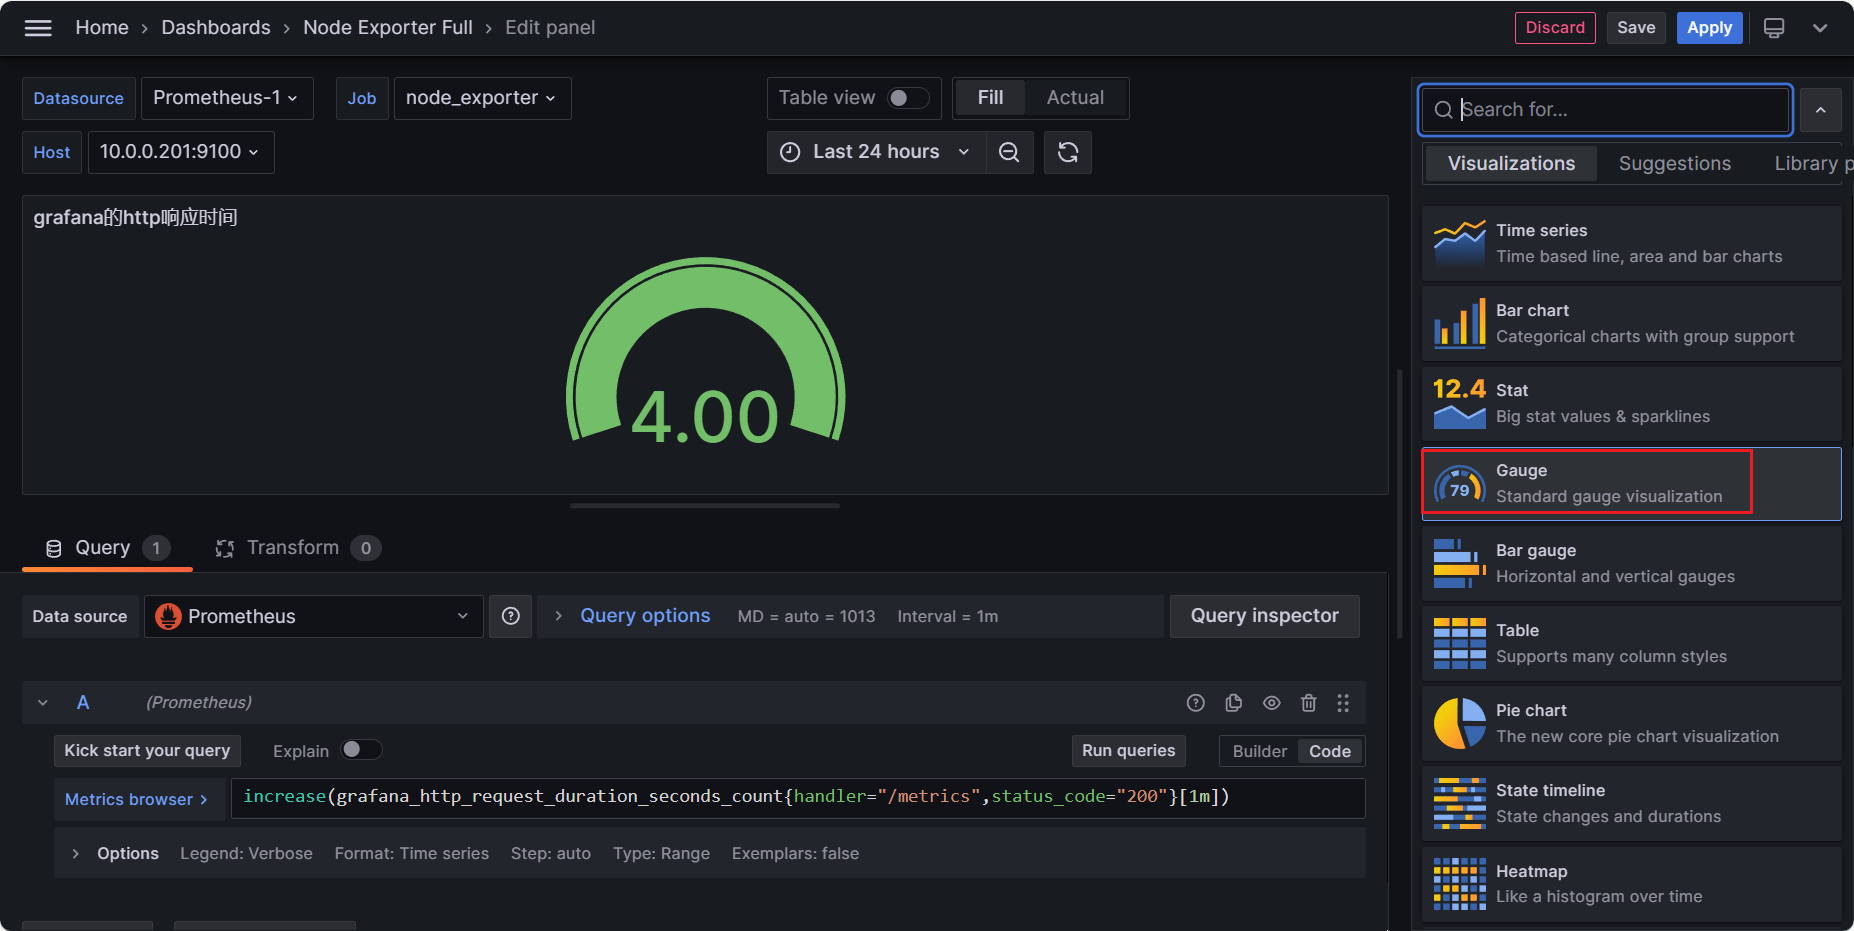 Home › Dashboards › Node Exporter Full › Edit panel
Discard Save Apply
Datasource Prometheus-1 Job node_exporter
Host 10.0.0.201:9100
Table view Fill Actual
Last 24 hours
grafana的http响应时间
4.00
Query 1 Transform 0
Data source Prometheus Query options MD = auto = 1013 Interval = 1m Query inspector
A (Prometheus)
Kick start your query Explain Run queries Builder Code
Metrics browser > increase(grafana_http_request_duration_seconds_count{handler="/metrics",status_code="200"}[1m])
Options Legend: Verbose Format: Time series Step: auto Type: Range Exemplars: false
Search for...
Visualizations Suggestions Library p
Time series
Time based line, area and bar charts
Bar chart
Categorical charts with group support
12.4 Stat
Big stat values & sparklines
Gauge
79 Standard gauge visualization
Bar gauge
Horizontal and vertical gauges
Table
Supports many column styles
Pie chart
The new core pie chart visualization
State timeline
State changes and durations
Heatmap
Like a histogram over time